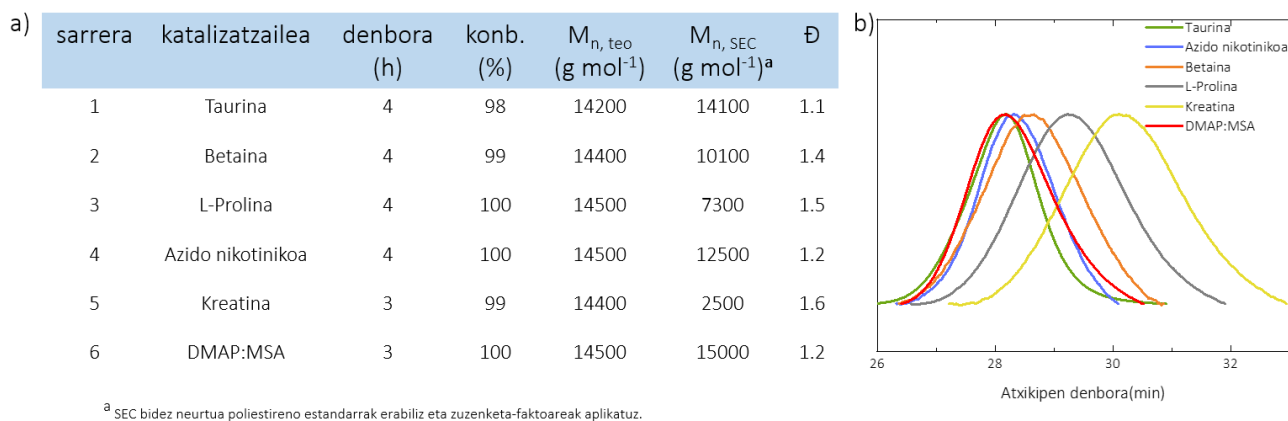 a)
sarrera katalizatzailea denbora (h) konb. (%) Mn, teo (g mol-1) Mn, SEC (g mol-1)a Đ
1 Taurina 4 98 14200 14100 1.1
2 Betaina 4 99 14400 10100 1.4
3 L-Prolina 4 100 14500 7300 1.5
4 Azido nikotinikoa 4 100 14500 12500 1.2
5 Kreatina 3 99 14400 2500 1.6
6 DMAP:MSA 3 100 14500 15000 1.2
a SEC bidez neurtua poliestireno estandarrak erabiliz eta zuzenketa-faktoareak aplikatuz.
b)
Taurina
Azido nikotinikoa
Betaina
L-Prolina
Kreatina
DMAP:MSA
26 28 30 32
Atxikipen denbora(min)